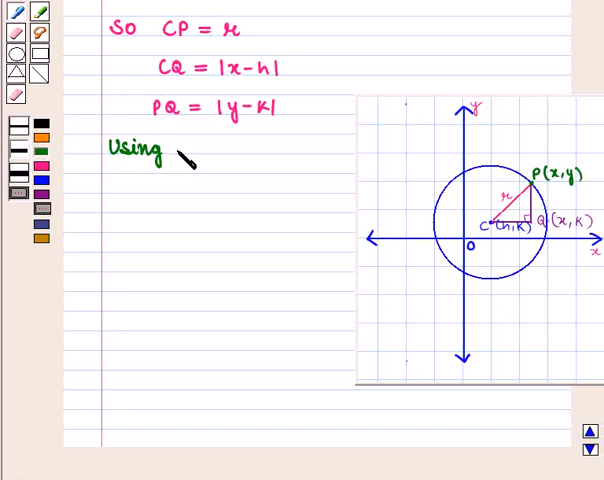 So CP = r
CQ = |x-h|
PQ = |y-k|
Using
y
P(x,y)
r
C (h,k) Q (x,k)
O
x